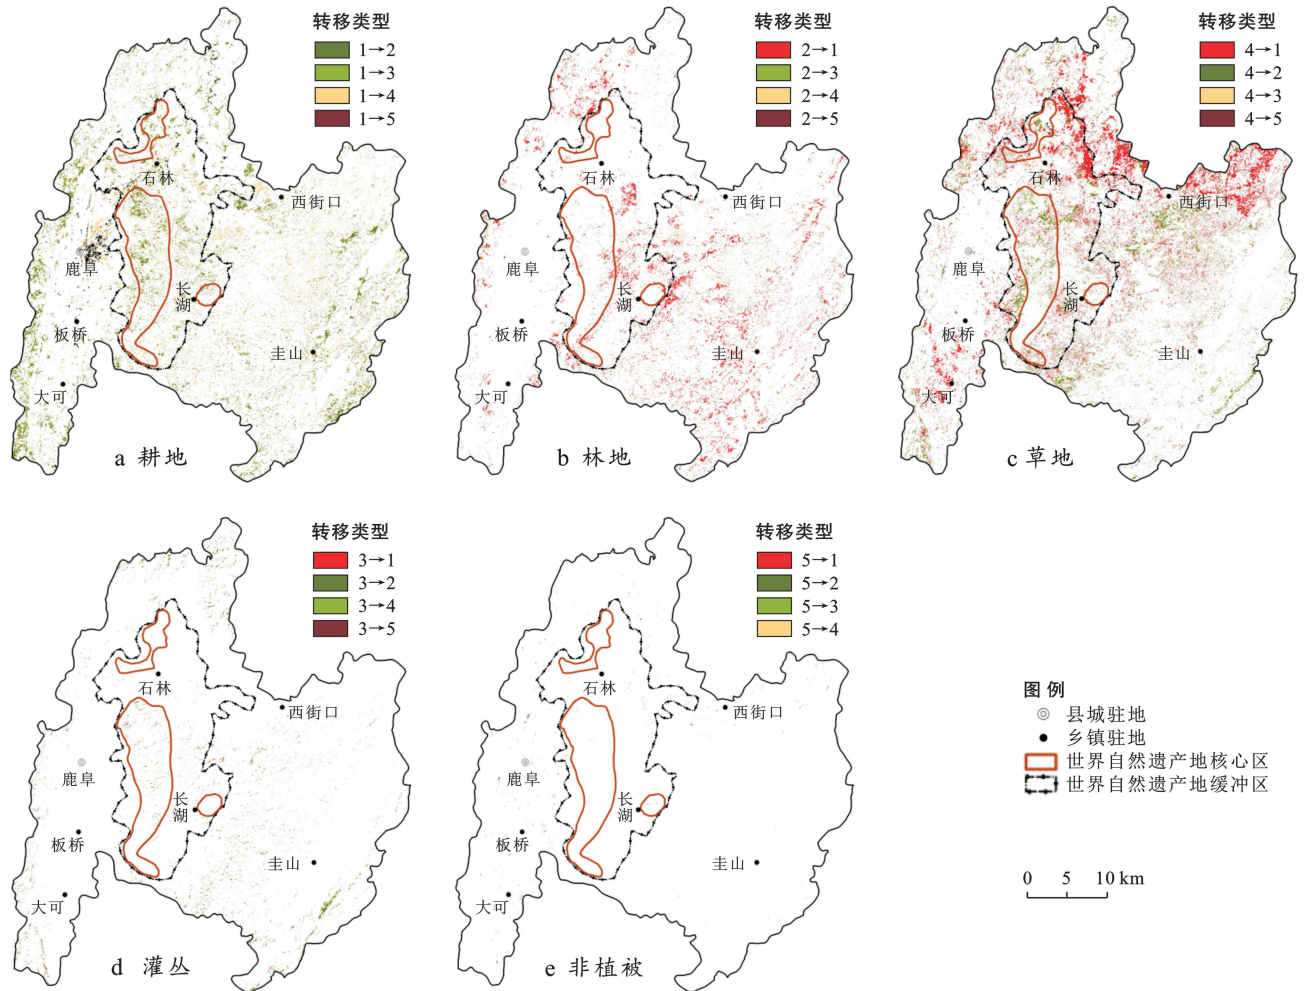 转移类型
1→2
1→3
1→4
1→5
石林
西街口
鹿阜
长湖
板桥
圭山
大可
a 耕地
转移类型
2→1
2→3
2→4
2→5
石林
西街口
鹿阜
长湖
板桥
圭山
大可
b 林地
转移类型
4→1
4→2
4→3
4→5
石林
西街口
鹿阜
长湖
板桥
圭山
大可
c 草地
转移类型
3→1
3→2
3→4
3→5
石林
西街口
鹿阜
长湖
板桥
圭山
大可
d 灌丛
转移类型
5→1
5→2
5→3
5→4
石林
西街口
鹿阜
长湖
板桥
圭山
大可
e 非植被
图例
县城驻地
乡镇驻地
世界自然遗产地核心区
世界自然遗产地缓冲区
0 5 10 km